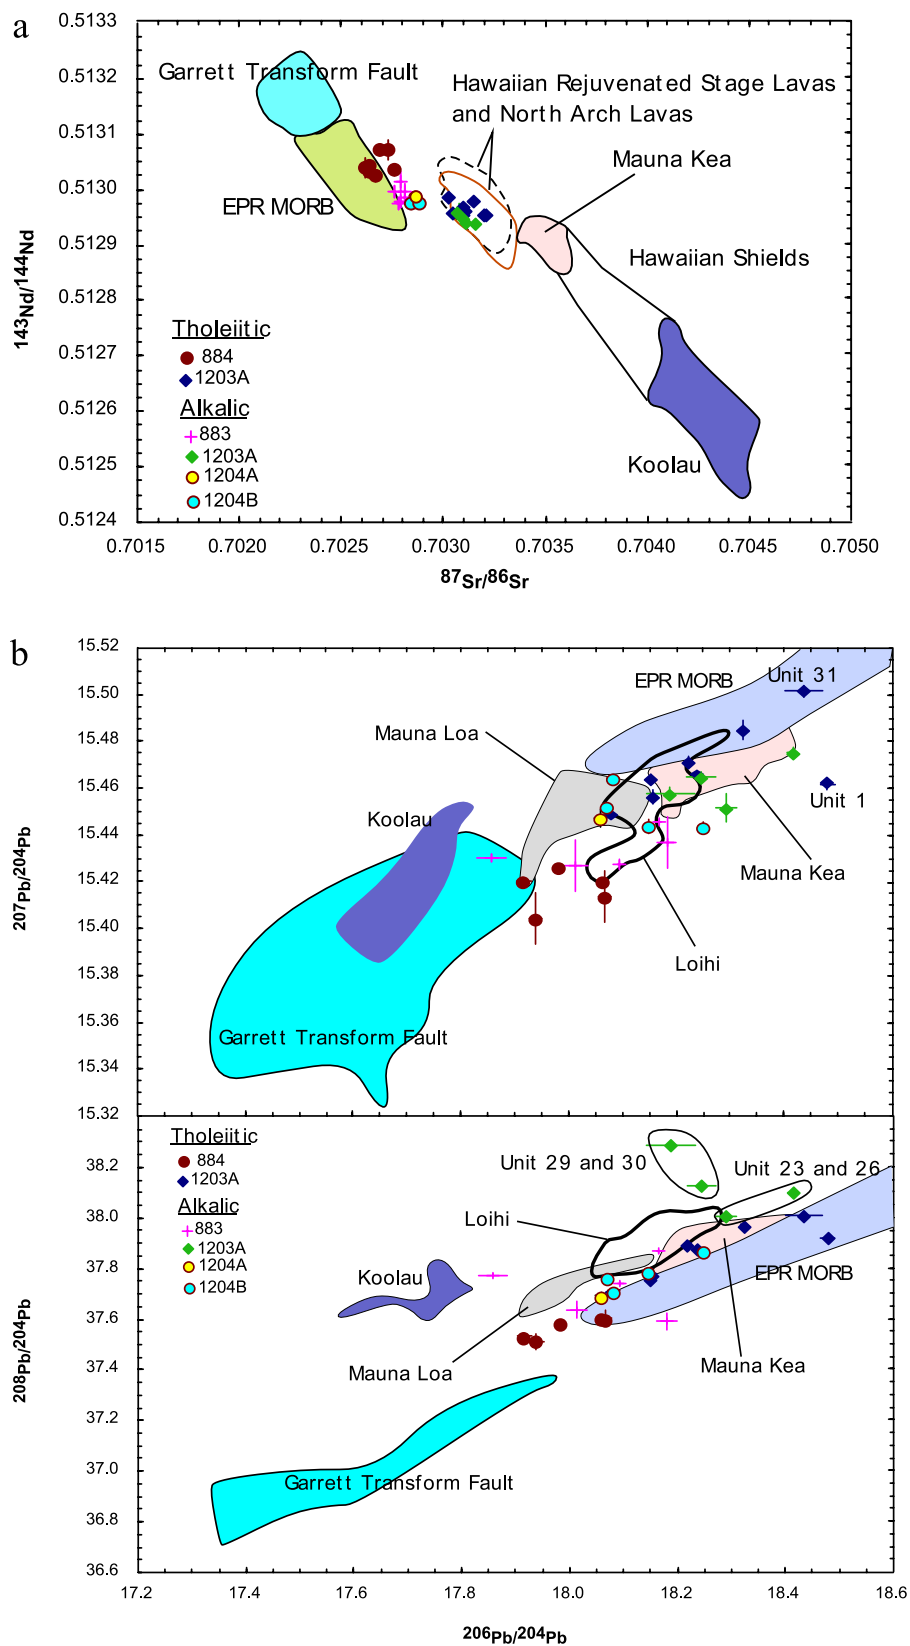 a
0.5133
0.5132
0.5131
0.5130
0.5129
0.5128
0.5127
0.5126
0.5125
0.5124
143Nd/144Nd
Garrett Transform Fault
EPR MORB
Hawaiian Rejuvenated Stage Lavas
and North Arch Lavas
Mauna Kea
Hawaiian Shields
Koolau
Tholeiitic
884
1203A
Alkalic
883
1203A
1204A
1204B
0.7015 0.7020 0.7025 0.7030 0.7035 0.7040 0.7045 0.7050
87Sr/86Sr
b
15.52
15.50
15.48
15.46
15.44
15.42
15.40
15.38
15.36
15.34
15.32
207Pb/204Pb
EPR MORB
Unit 31
Mauna Loa
Koolau
Unit 1
Mauna Kea
Loihi
Garrett Transform Fault
38.2
38.0
37.8
37.6
37.4
37.2
37.0
36.8
36.6
208Pb/204Pb
Tholeiitic
884
1203A
Alkalic
883
1203A
1204A
1204B
Unit 29 and 30
Unit 23 and 26
Loihi
Koolau
EPR MORB
Mauna Loa
Mauna Kea
Garrett Transform Fault
17.2 17.4 17.6 17.8 18.0 18.2 18.4 18.6
206Pb/204Pb